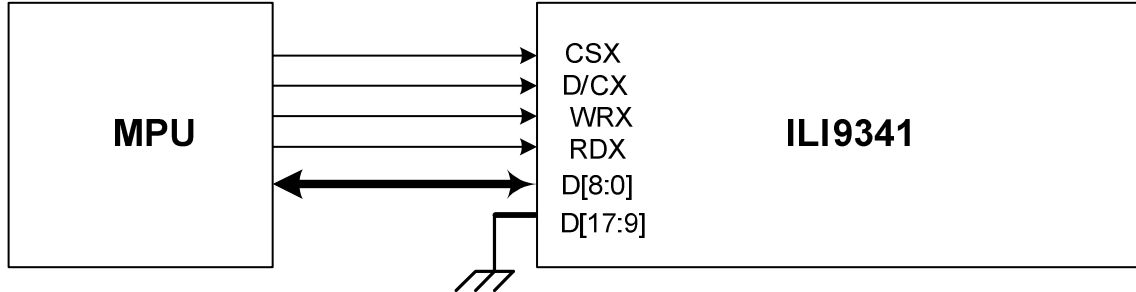 MPU
CSX
D/CX
WRX
RDX
D[8:0]
D[17:9]
ILI9341